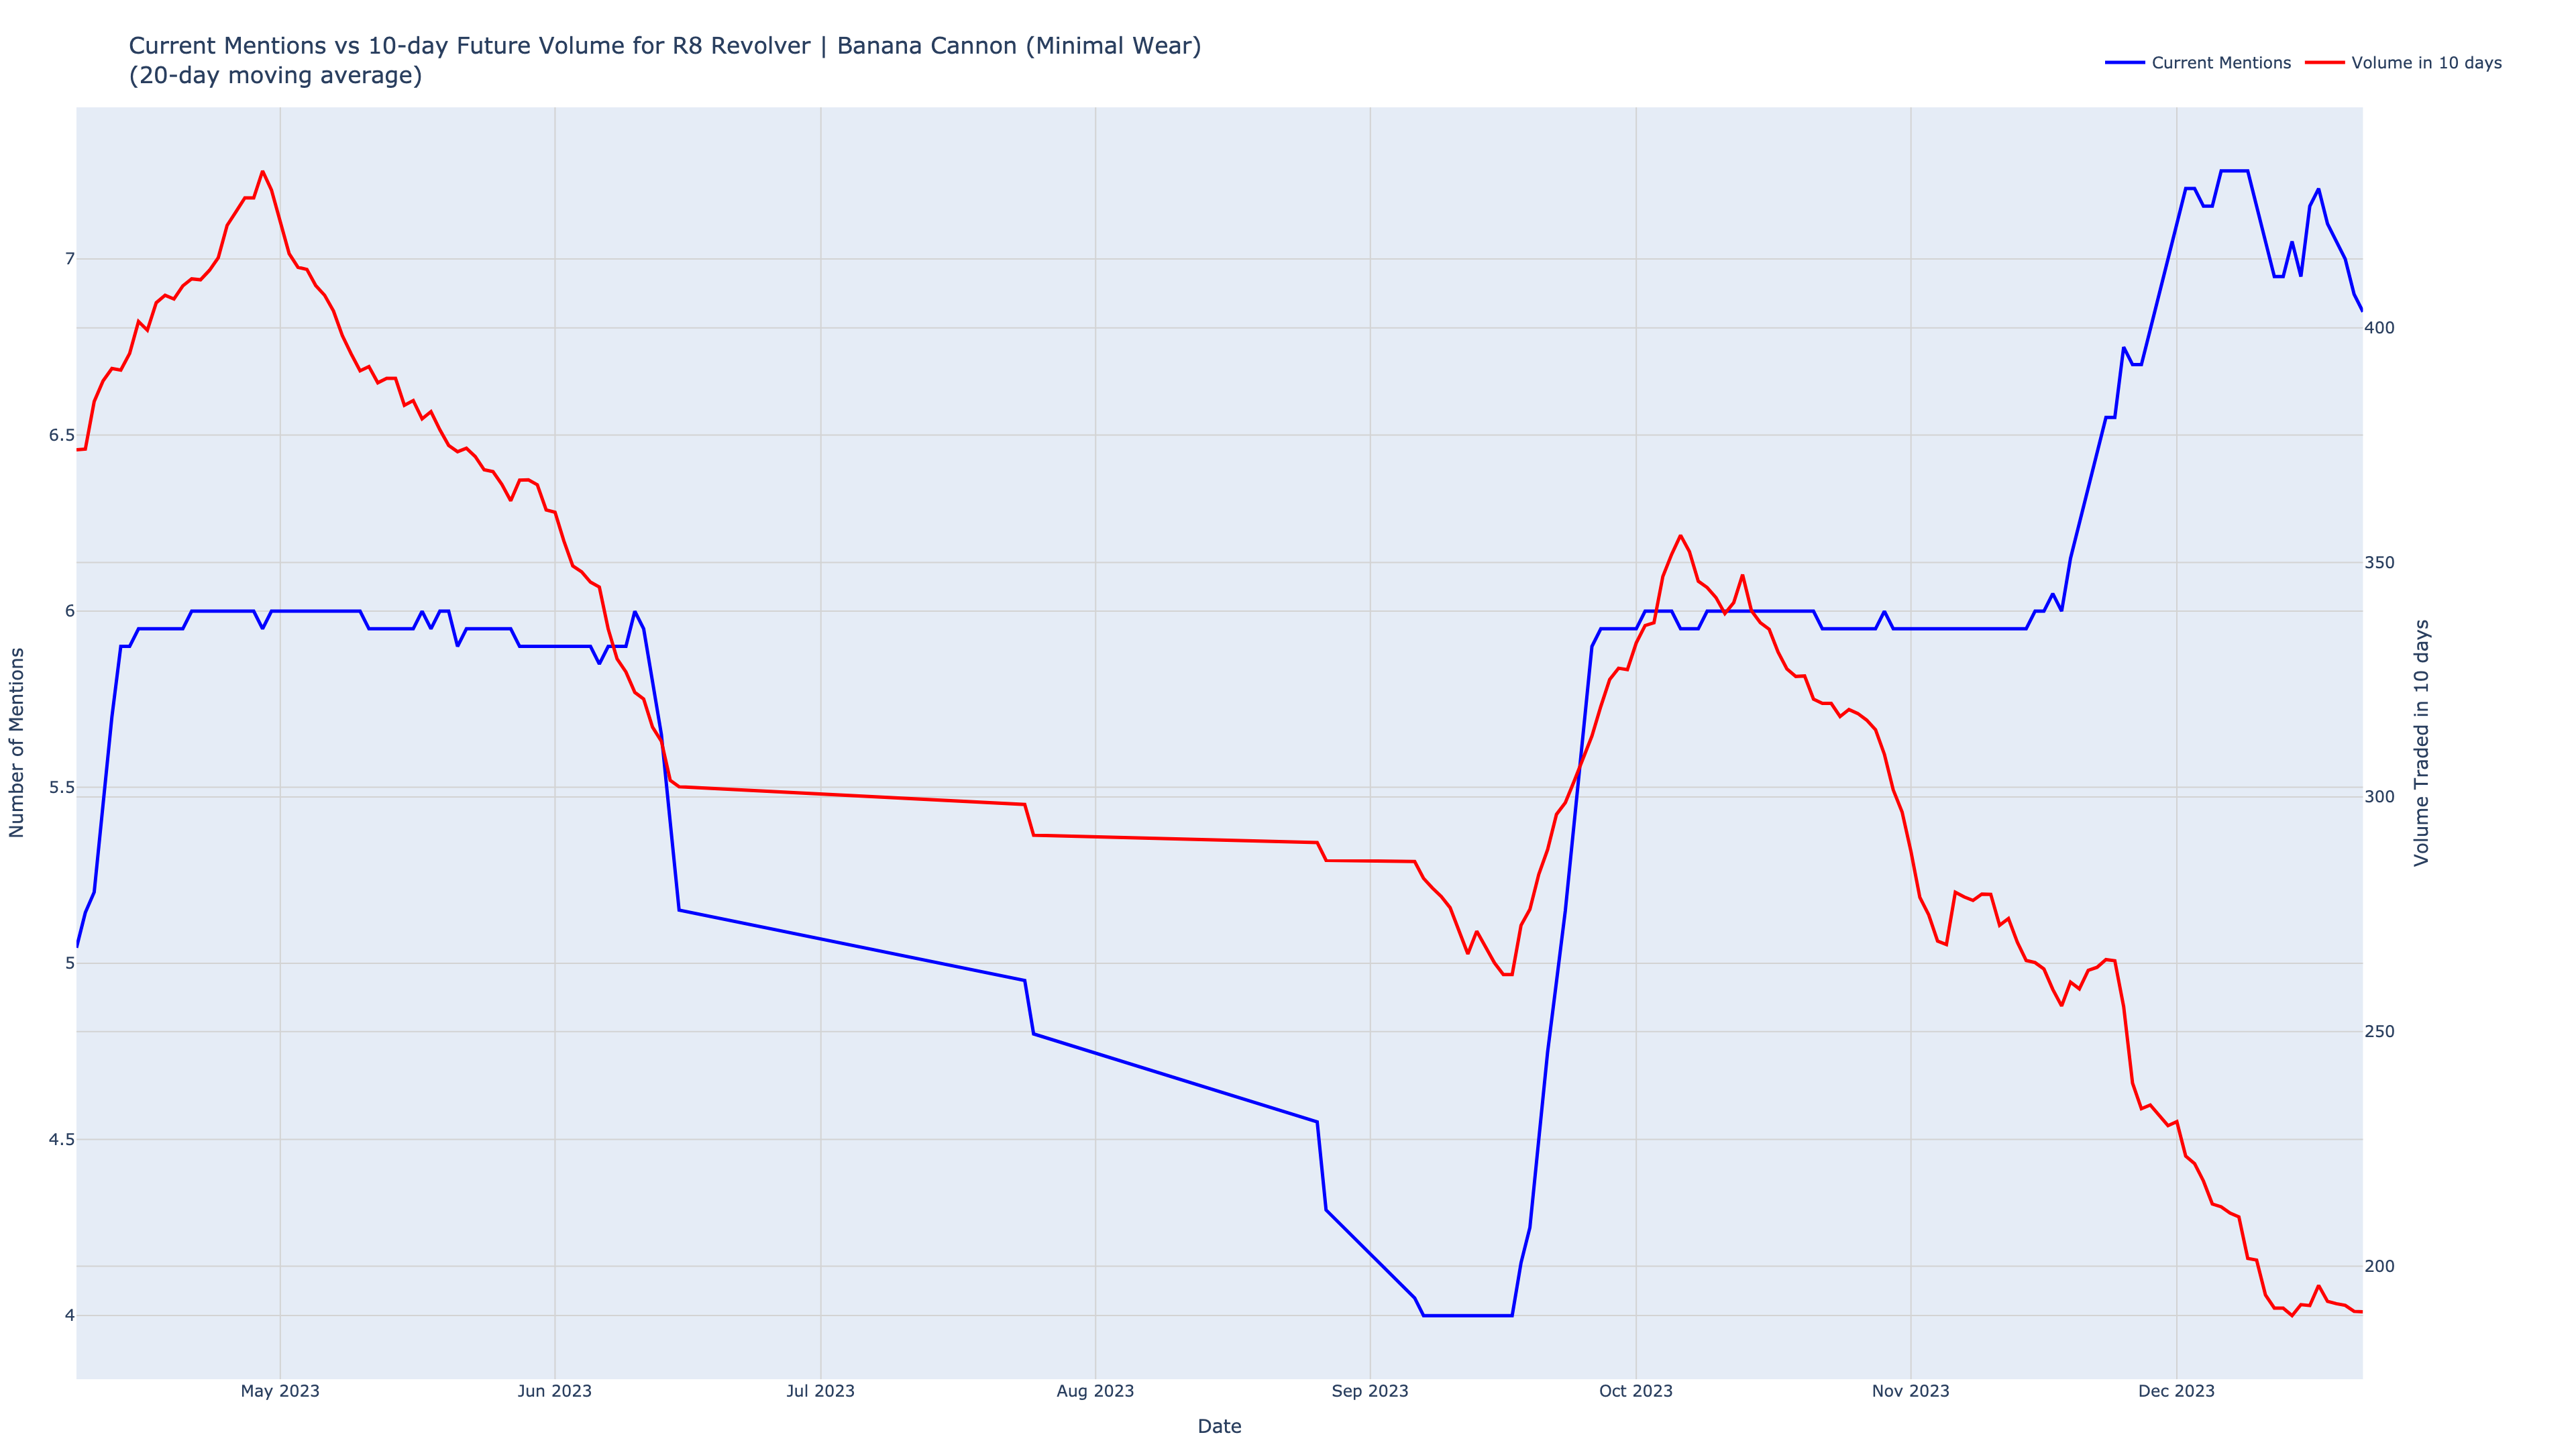 Current Mentions vs 10-day Future Volume for R8 Revolver | Banana Cannon (Minimal Wear)
(20-day moving average)
Current Mentions
Volume in 10 days
7
6.5
6
5.5
5
4.5
4
Number of Mentions
400
350
300
250
200
Volume Traded in 10 days
May 2023
Jun 2023
Jul 2023
Aug 2023
Sep 2023
Oct 2023
Nov 2023
Dec 2023
Date